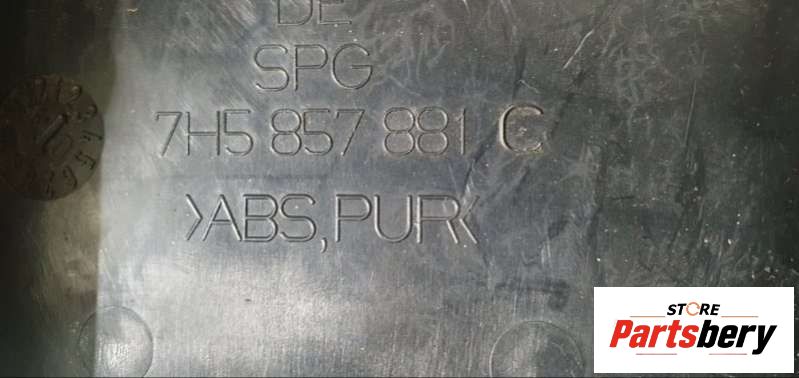 DE
SPG
7H5 857 881 C
>ABS, PUR<
STORE
Partsbery